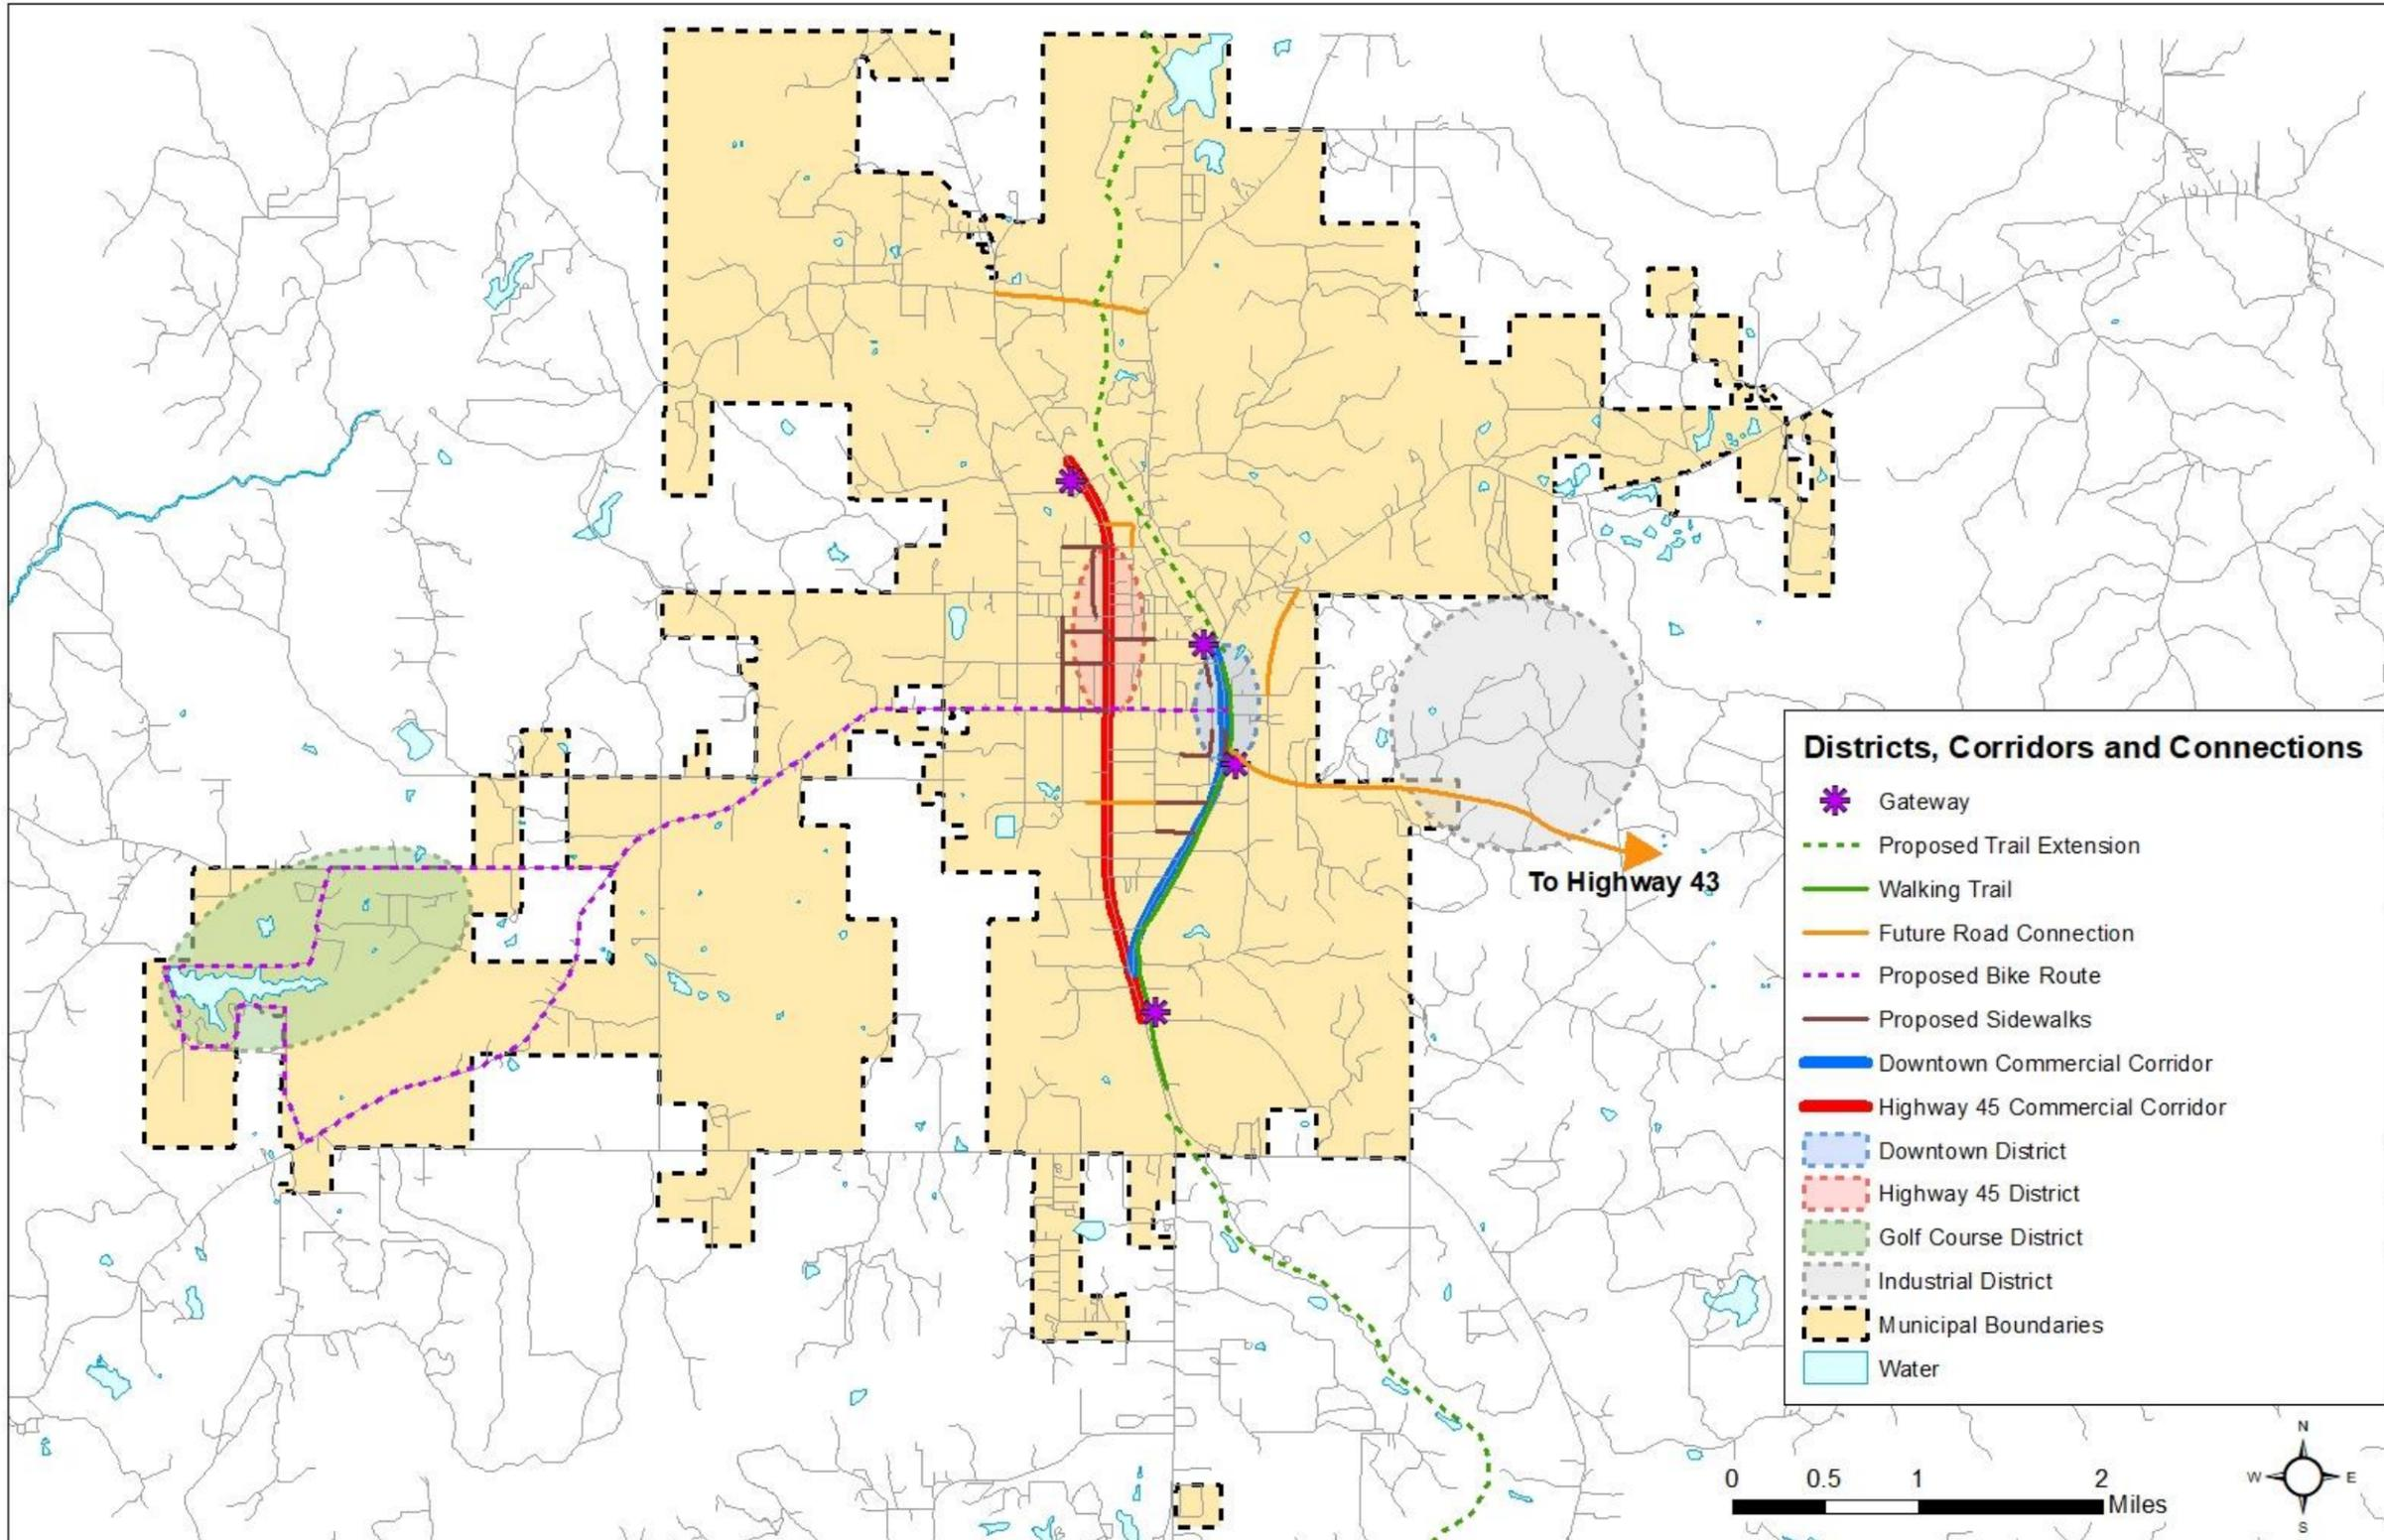 To Highway 43
Districts, Corridors and Connections
Gateway
Proposed Trail Extension
Walking Trail
Future Road Connection
Proposed Bike Route
Proposed Sidewalks
Downtown Commercial Corridor
Highway 45 Commercial Corridor
Downtown District
Highway 45 District
Golf Course District
Industrial District
Municipal Boundaries
Water
0 0.5 1 2
Miles
N
W E
S